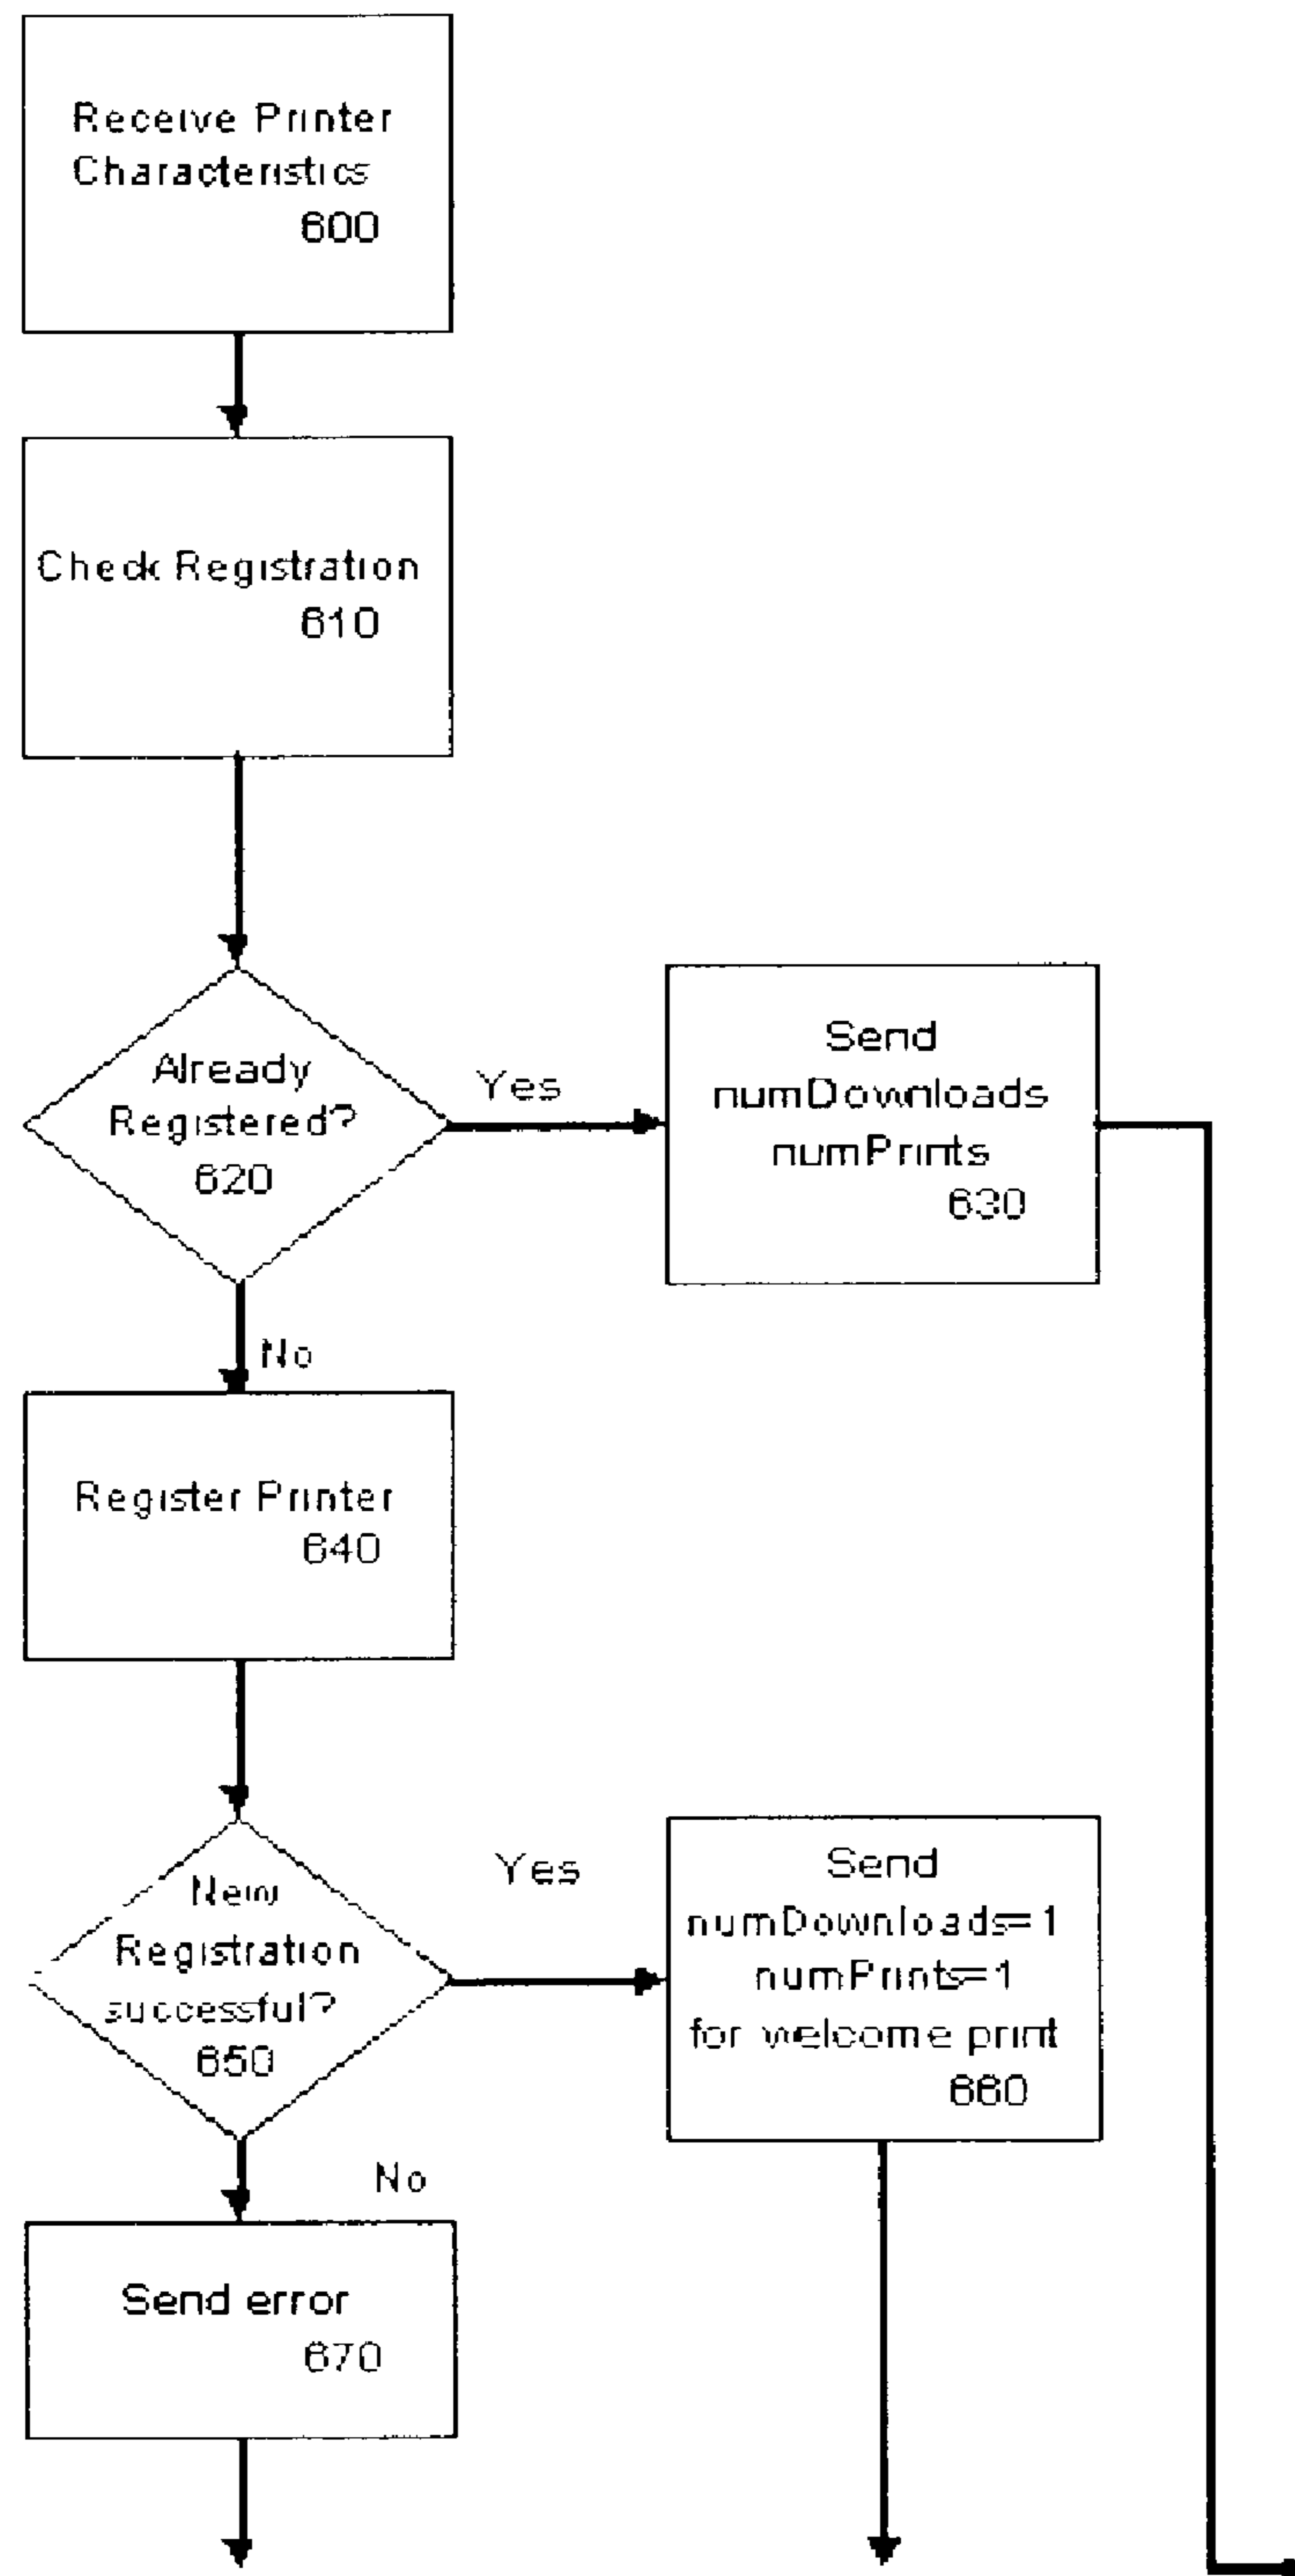 Receive Printer
Characteristics
600
Check Registration
610
Already
Registered?
620
Yes
Send
numDownloads
numPrints
630
No
Register Printer
640
New
Registration
successful?
650
Yes
Send
numDownloads=1
numPrints=1
for welcome print
660
No
Send error
670